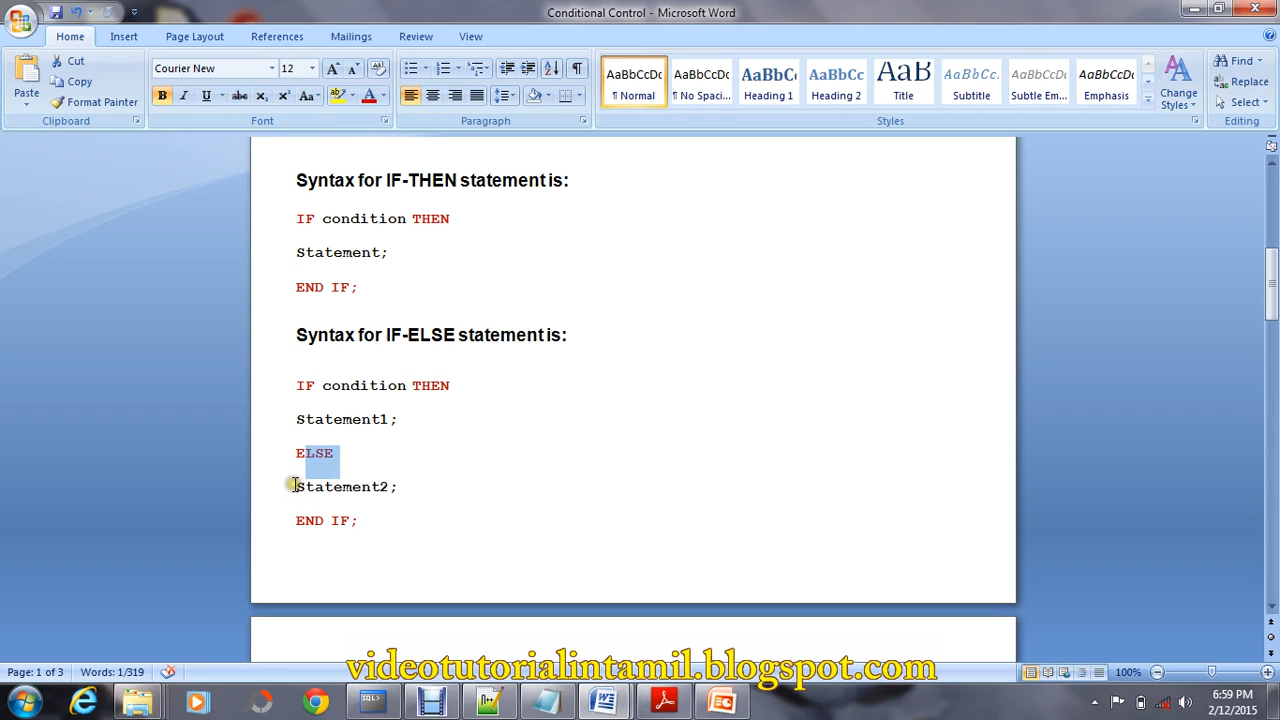 Conditional Control - Microsoft Word
Home Insert Page Layout References Mailings Review View
Paste Cut Copy Format Painter
Clipboard
Courier New 12
Font
Paragraph
AaBbCcDc AaBbCcDc AaBbCc AaBbCc AaB AaBbCc. AaBbCcDc AaBbCcDc
¶ Normal ¶ No Spaci... Heading 1 Heading 2 Title Subtitle Subtle Em... Emphasis
Change Styles
Styles
Find
Replace
Select
Editing
Syntax for IF-THEN statement is:
IF condition THEN
Statement;
END IF;
Syntax for IF-ELSE statement is:
IF condition THEN
Statement1;
ELSE
Statement2;
END IF;
videotutorialintamil.blogspot.com
Page: 1 of 3 Words: 1/319 100%
6:59 PM
2/12/2015